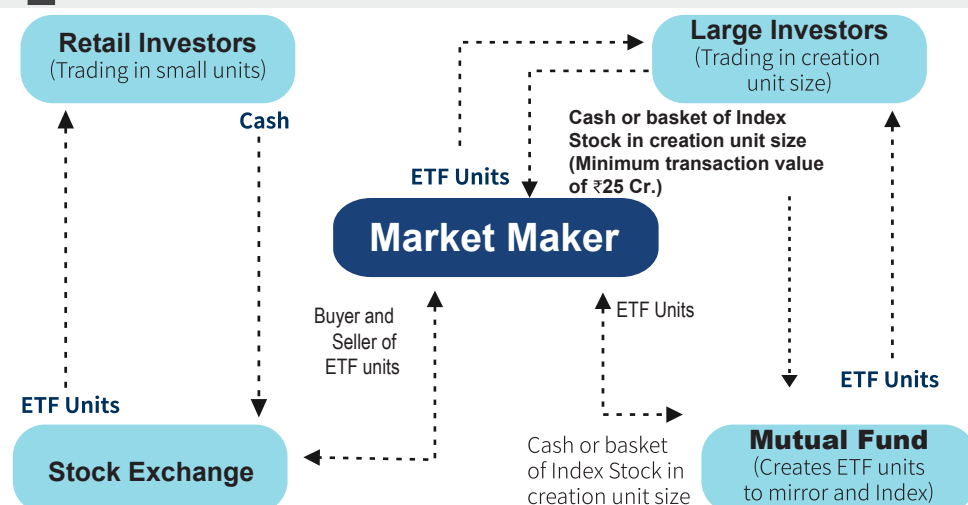 Retail Investors
(Trading in small units)
Large Investors
(Trading in creation
unit size)
Cash
Cash or basket of Index
Stock in creation unit size
(Minimum transaction value
of ₹25 Cr.)
ETF Units
Market Maker
Buyer and
Seller of
ETF units
ETF Units
ETF Units
ETF Units
Stock Exchange
Cash or basket
of Index Stock in
creation unit size
Mutual Fund
(Creates ETF units
to mirror and Index)